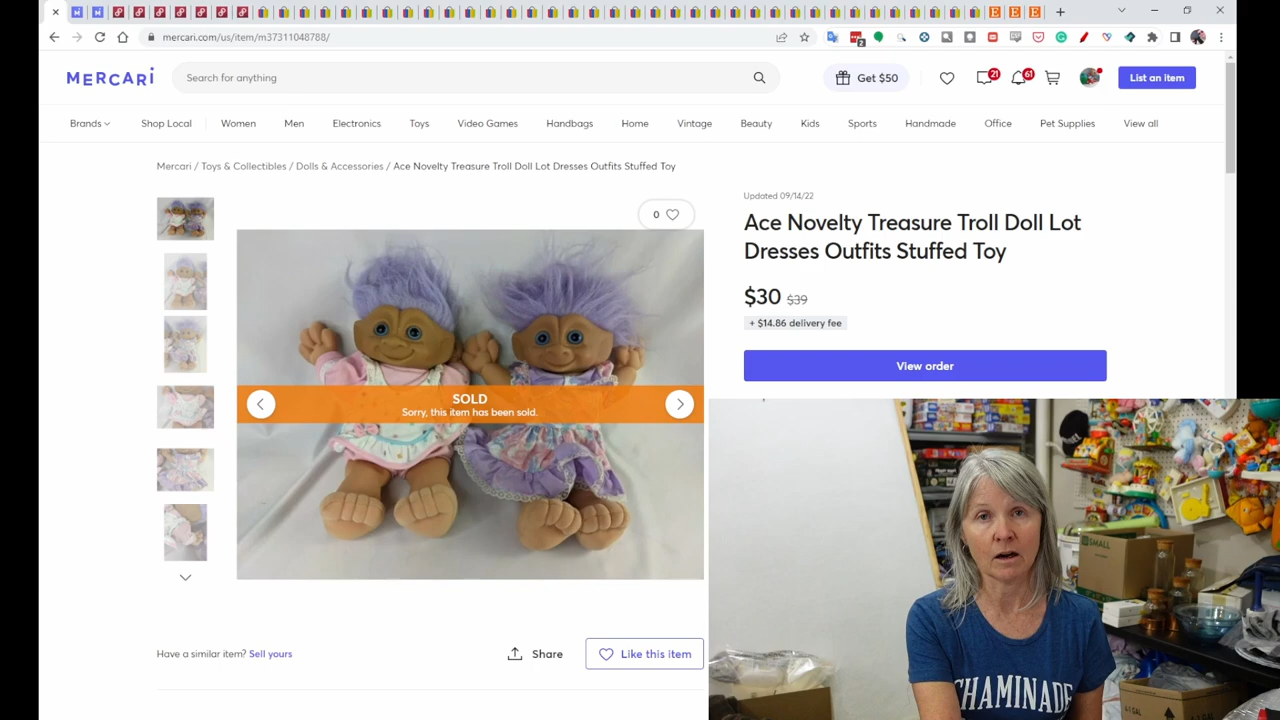 mercari.com/us/item/m37311048788/
2
MERCARI
Search for anything
Get $50
21
61
List an item
Brands
Shop Local
Women
Men
Electronics
Toys
Video Games
Handbags
Home
Vintage
Beauty
Kids
Sports
Handmade
Office
Pet Supplies
View all
Mercari / Toys & Collectibles / Dolls & Accessories / Ace Novelty Treasure Troll Doll Lot Dresses Outfits Stuffed Toy
0
SOLD
Sorry, this item has been sold.
Updated 09/14/22
Ace Novelty Treasure Troll Doll Lot
Dresses Outfits Stuffed Toy
$30 $39
+ $14.86 delivery fee
View order
Have a similar item? Sell yours
Share
Like this item
SMALL
CHAMINADE